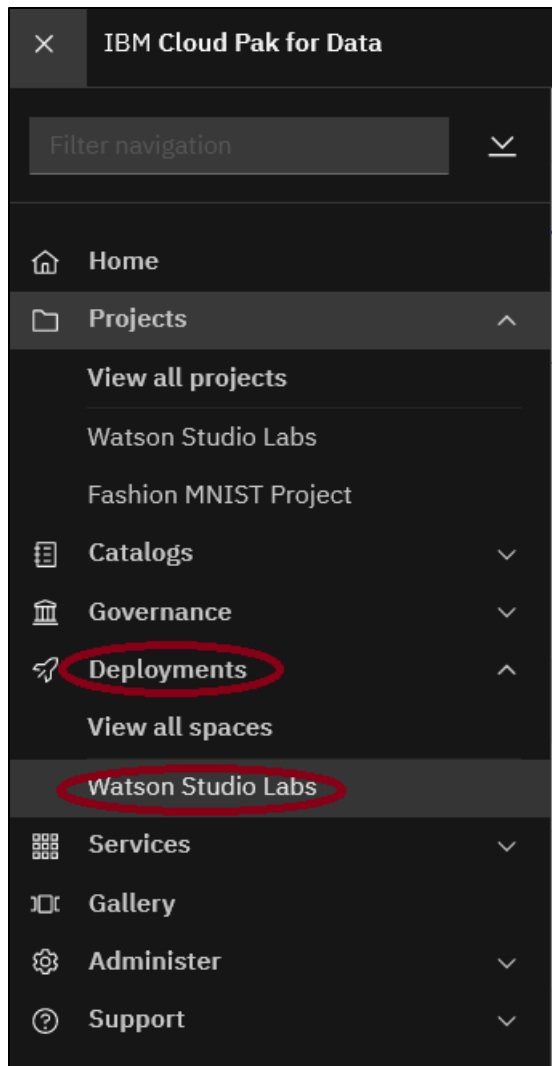 IBM Cloud Pak for Data
Filter navigation
Home
Projects
View all projects
Watson Studio Labs
Fashion MNIST Project
Catalogs
Governance
Deployments
View all spaces
Watson Studio Labs
Services
Gallery
Administer
Support